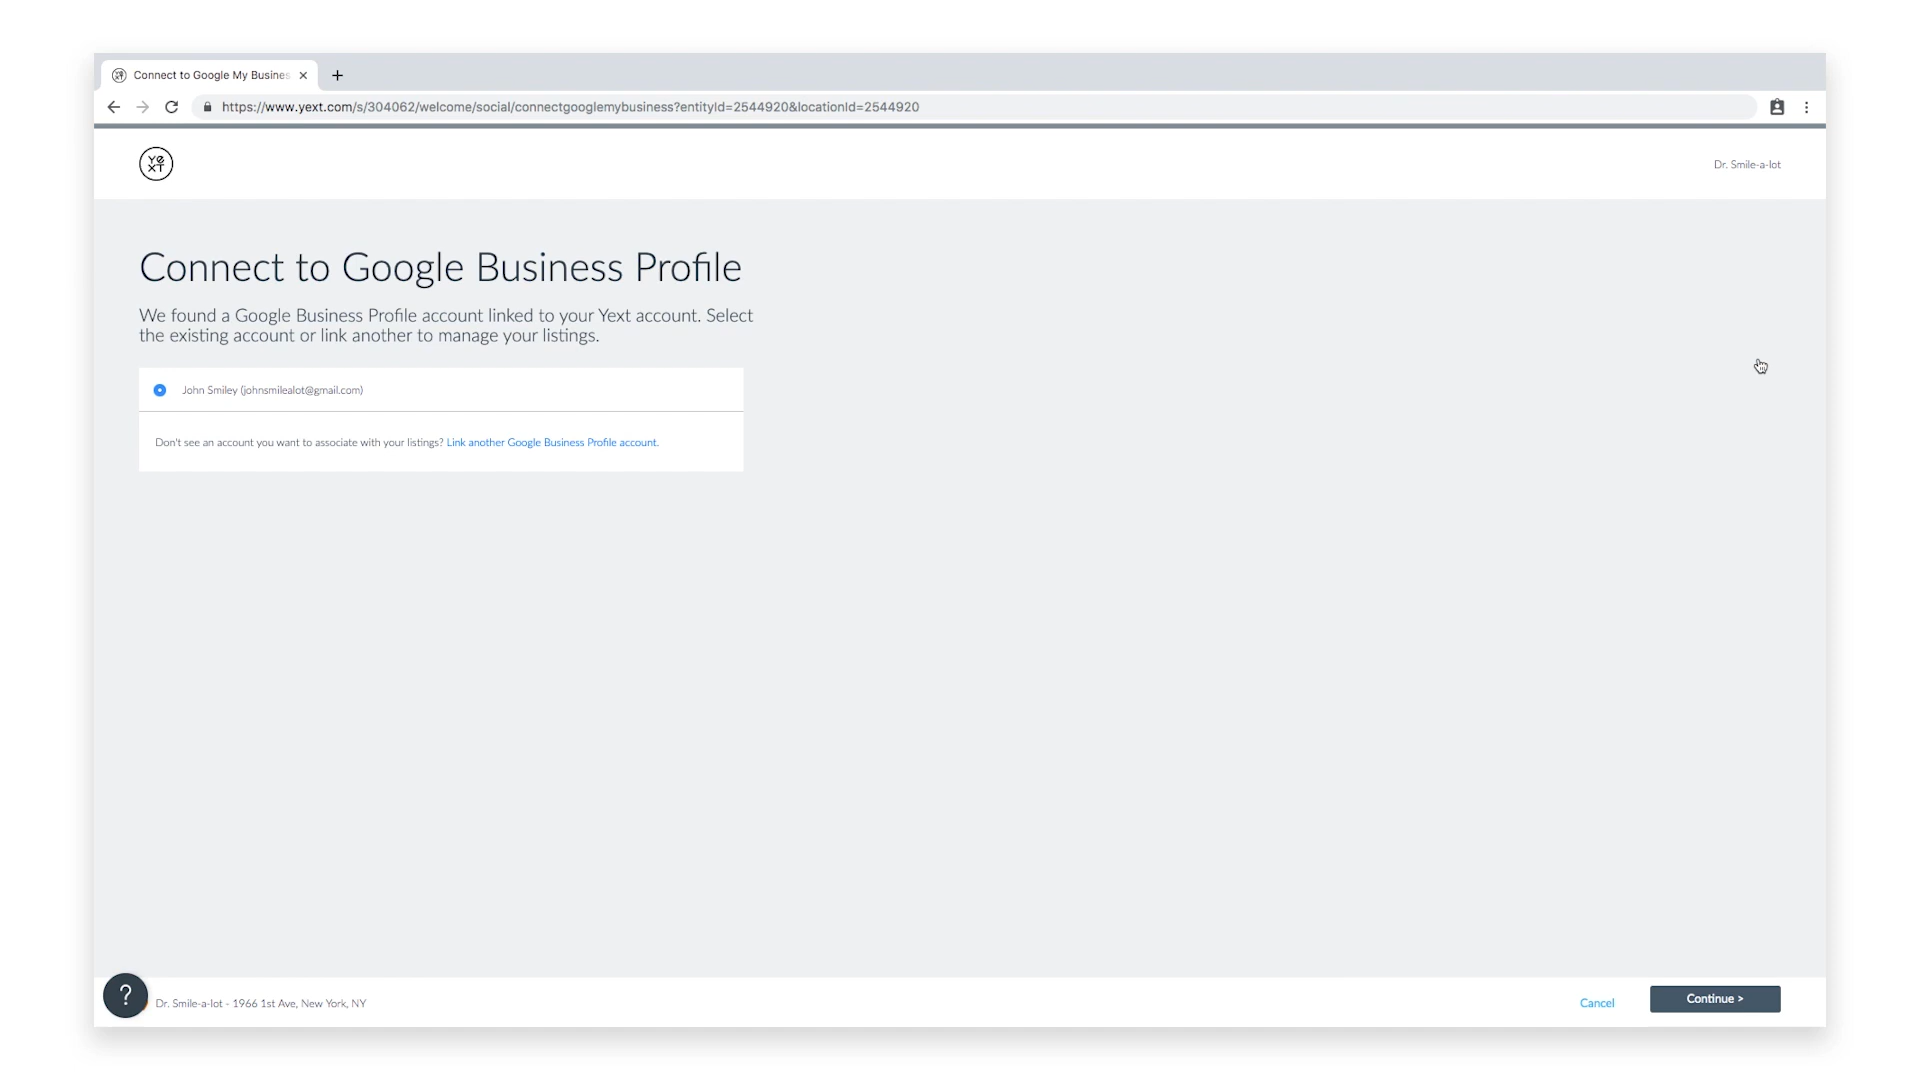 Connect to Google My Busines
https://www.yext.com/s/304062/welcome/social/connectgooglemybusiness?entityId=2544920&locationId=2544920
YEXT
Dr. Smile-a-lot
Connect to Google Business Profile
We found a Google Business Profile account linked to your Yext account. Select
the existing account or link another to manage your listings.
John Smiley (johnsmilealot@gmail.com)
Don't see an account you want to associate with your listings? Link another Google Business Profile account.
?
Dr. Smile-a-lot - 1966 1st Ave, New York, NY
Cancel
Continue >